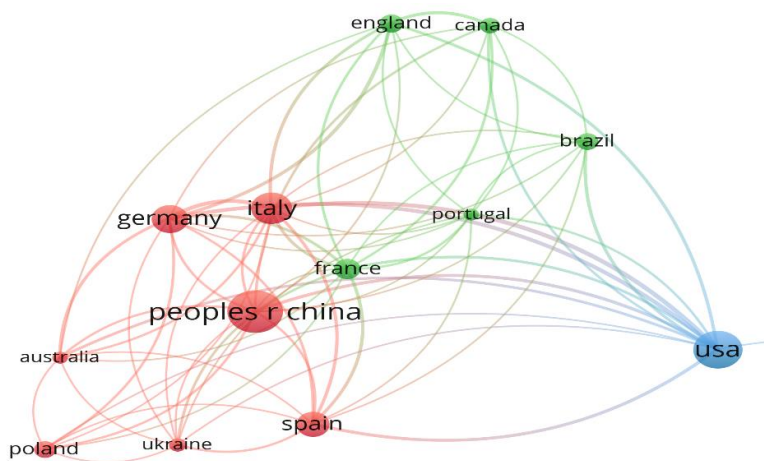 england
canada
brazil
germany
italy
portugal
france
peoples r china
australia
usa
spain
poland
ukraine